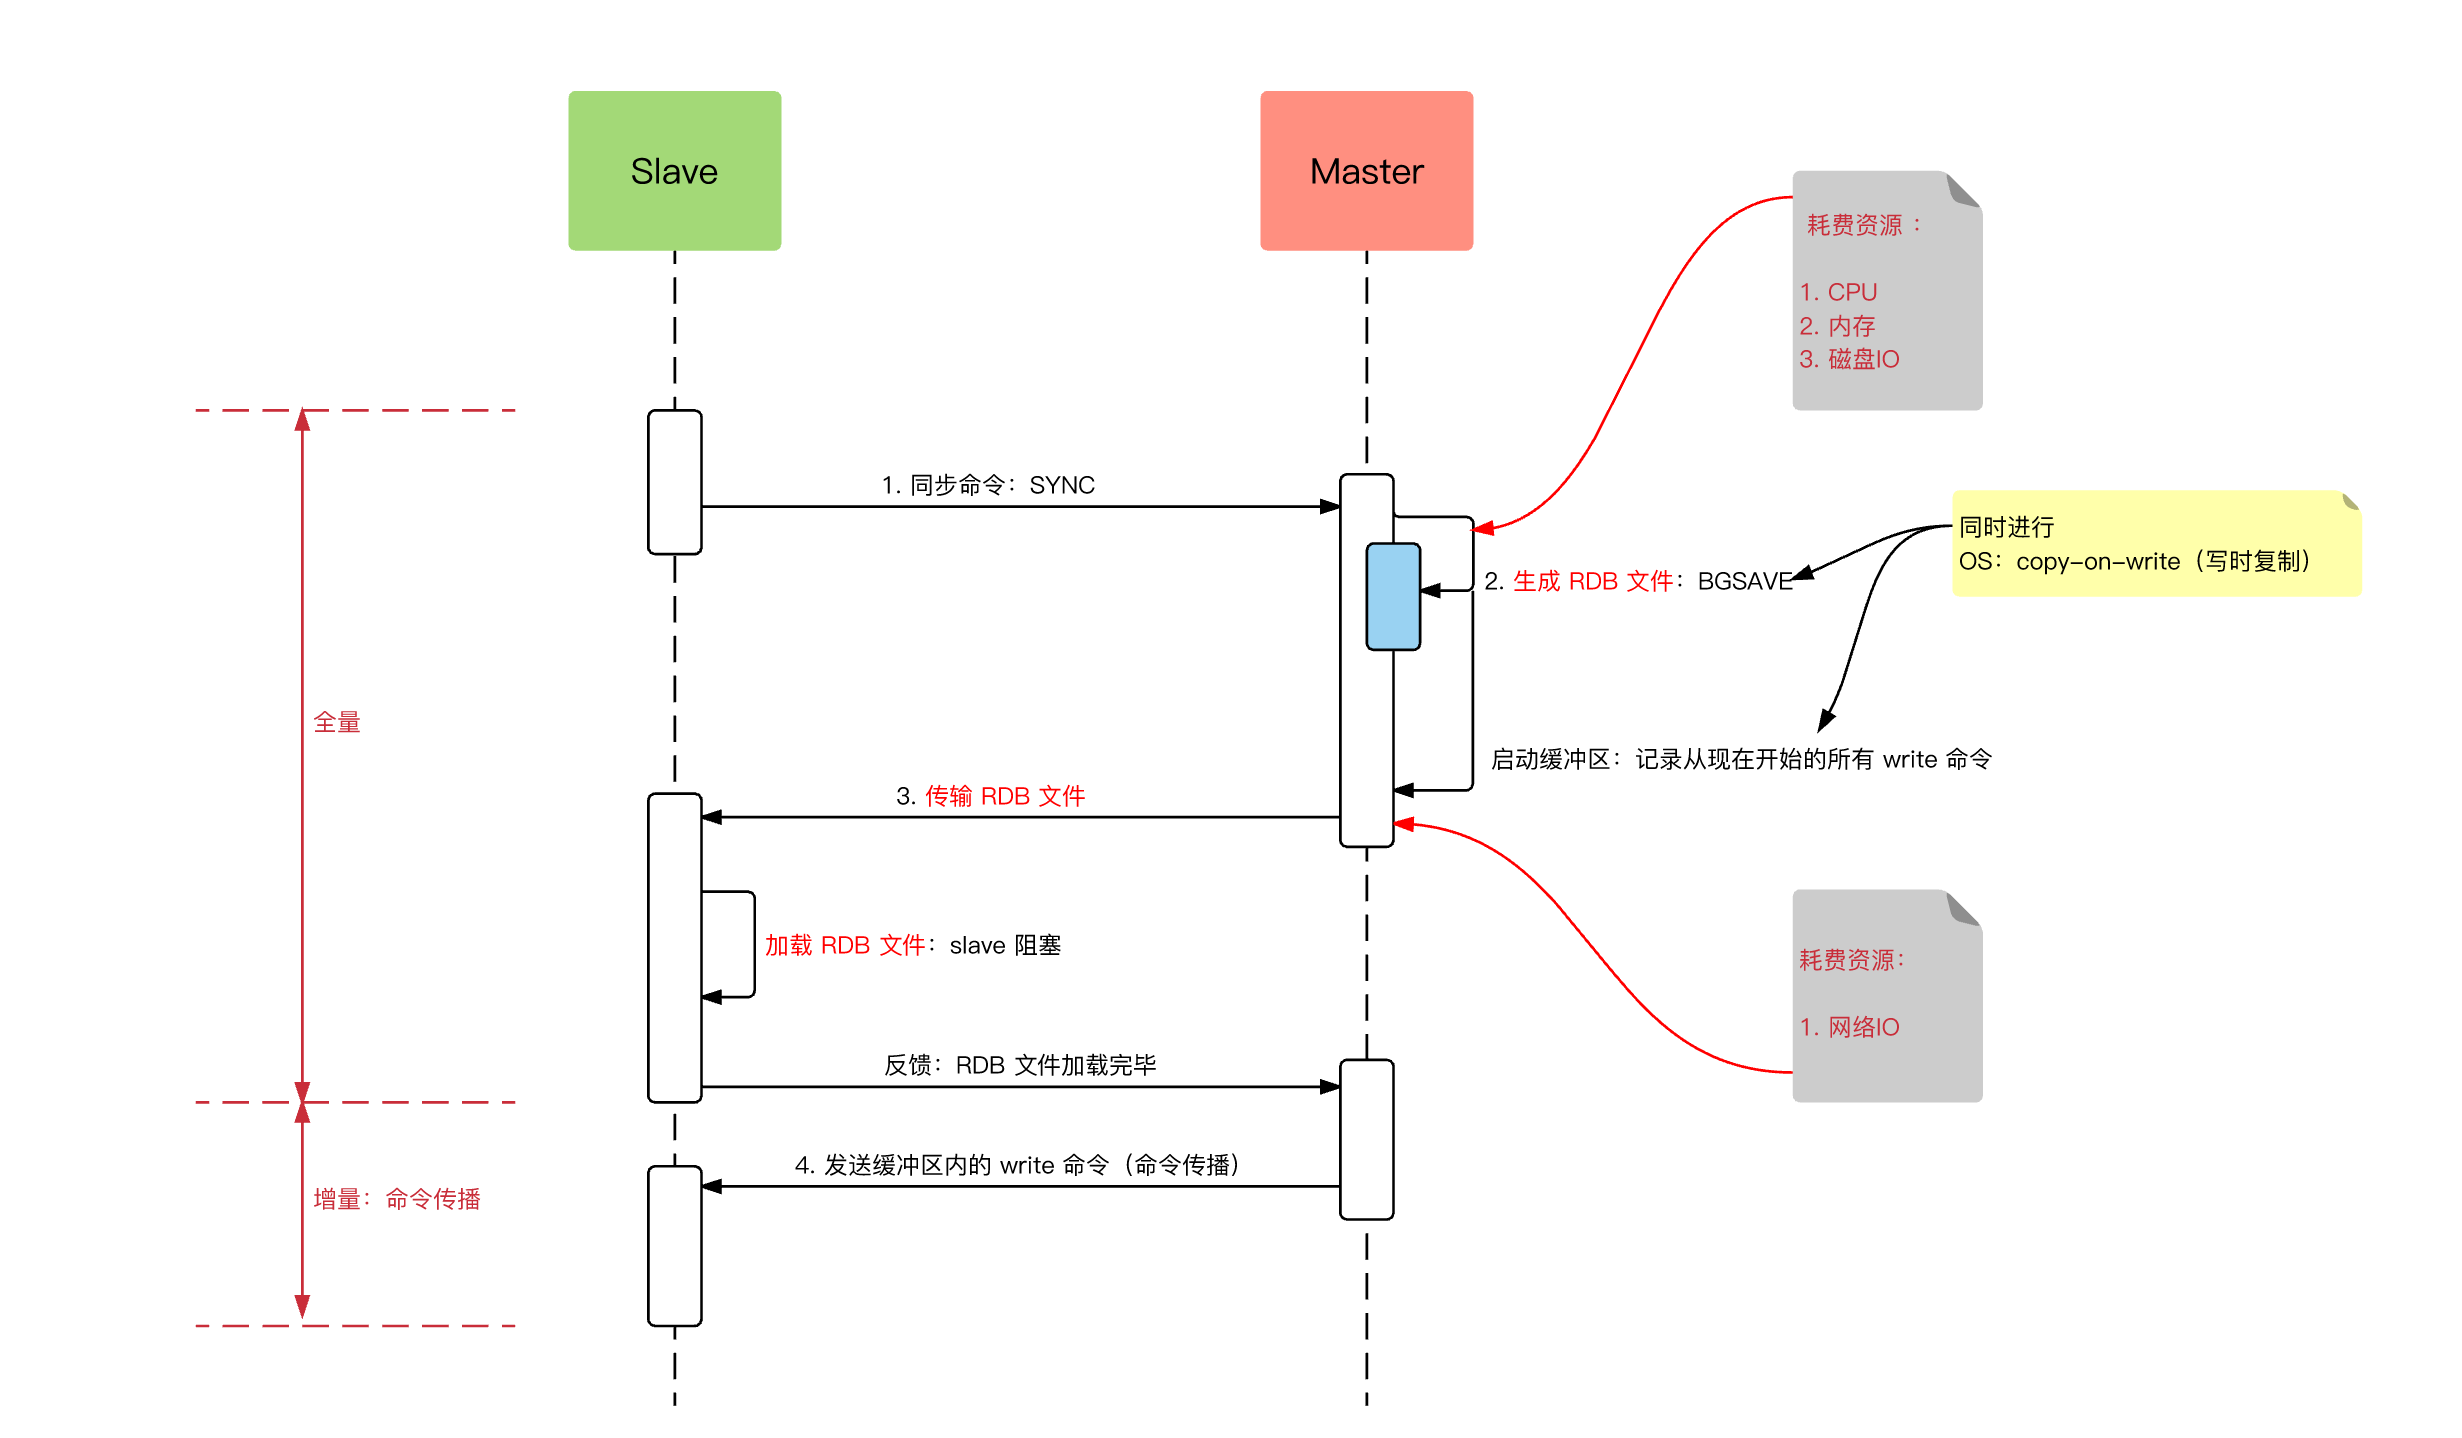 Slave
Master
耗费资源 ：
1. CPU
2. 内存
3. 磁盘IO
1. 同步命令：SYNC
同时进行
OS：copy-on-write（写时复制）
2. 生成 RDB 文件：BGSAVE
全量
启动缓冲区：记录从现在开始的所有 write 命令
3. 传输 RDB 文件
加载 RDB 文件：slave 阻塞
耗费资源：
1. 网络IO
反馈：RDB 文件加载完毕
4. 发送缓冲区内的 write 命令（命令传播）
增量：命令传播